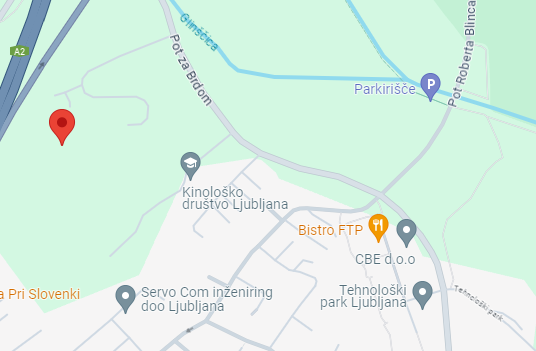 Gliniščica
A2
Pot za Brdom
Pot Roberta Blinca
Parkirišče
P
Kinološko
društvo Ljubljana
Bistro FTP
CBE d.o.o
a Pri Slovenki
Servo Com inženiring
doo Ljubljana
Tehnološki
park Ljubljana
Tehnološki park